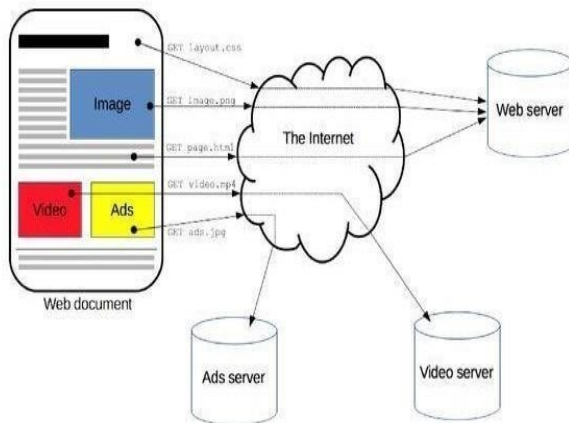 GET layout.css
Image
GET image.png
Web server
The Internet
GET page.html
GET video.mp4
Video
Ads
GET ads.jpg
Web document
Ads server
Video server